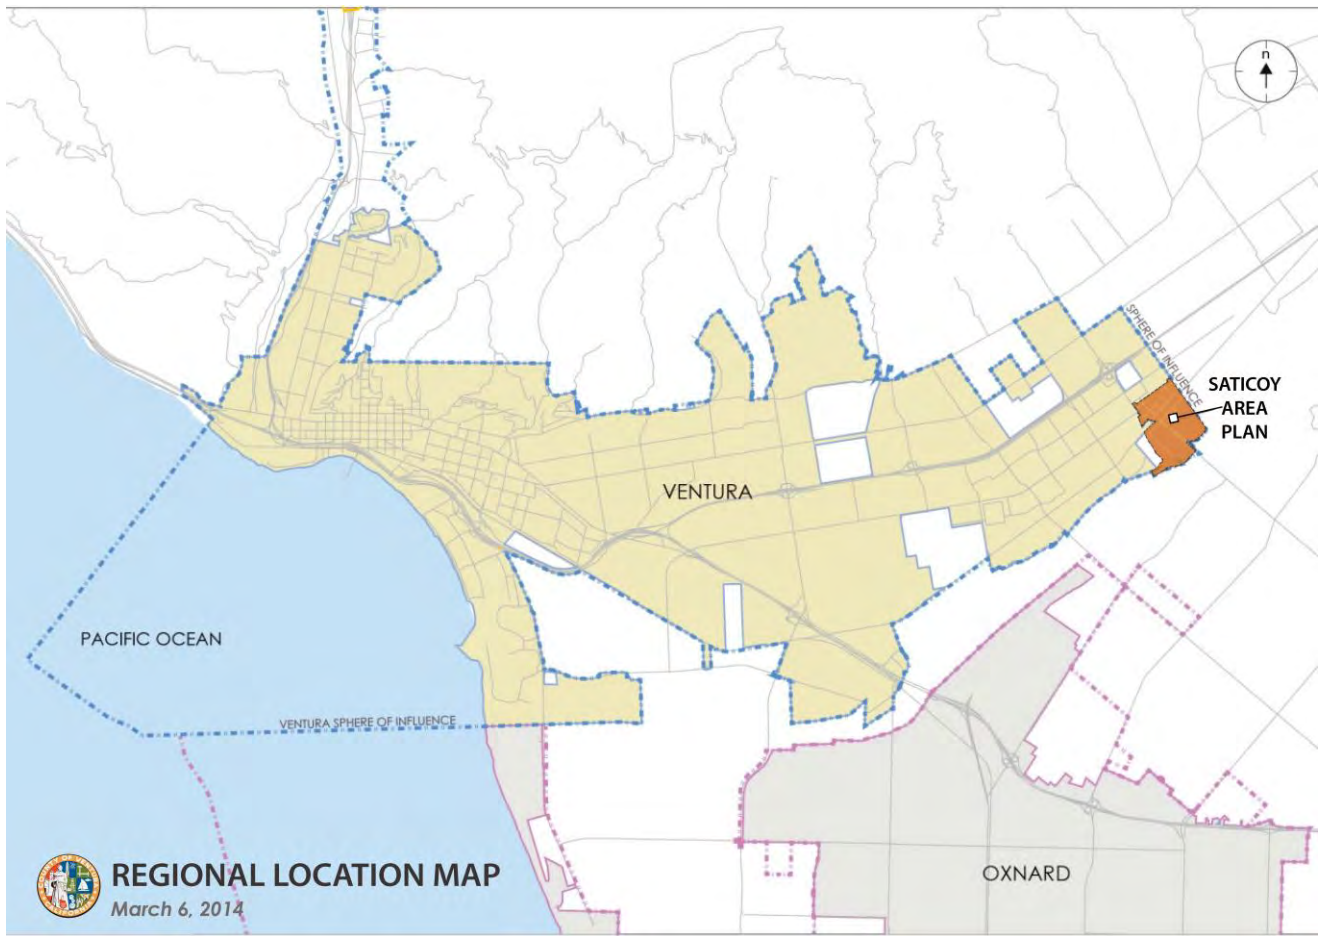 n
SPHERE OF INFLUENCE
SATICOY
AREA
PLAN
VENTURA
PACIFIC OCEAN
VENTURA SPHERE OF INFLUENCE
OXNARD
REGIONAL LOCATION MAP
March 6, 2014